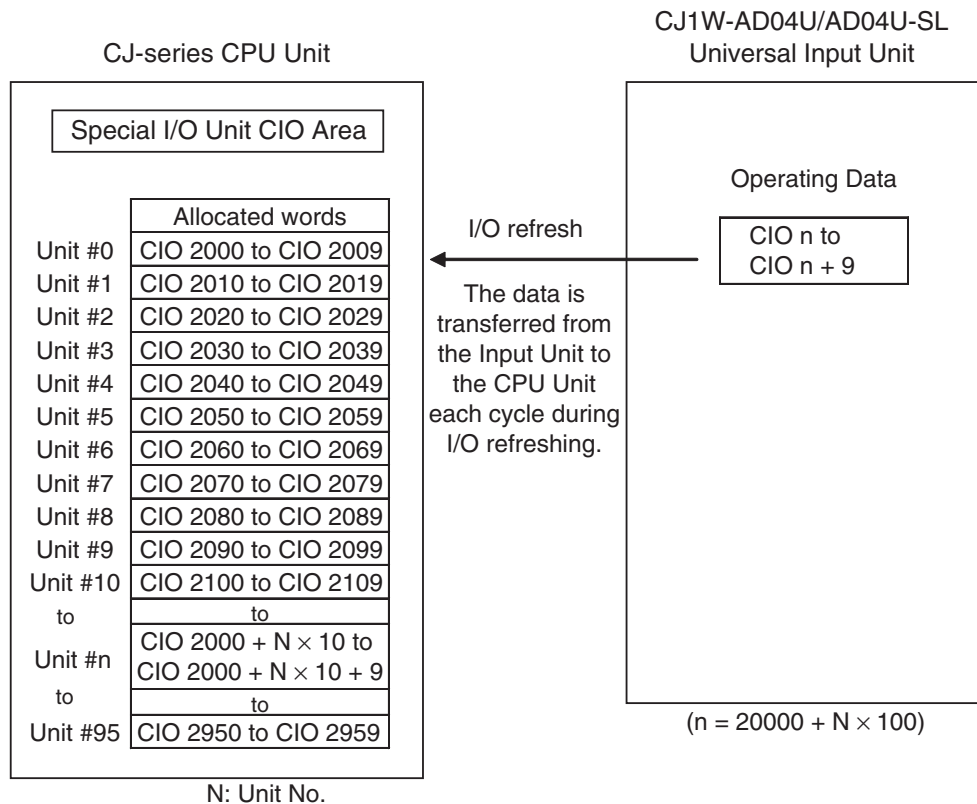 CJ-series CPU Unit
CJ1W-AD04U/AD04U-SL
Universal Input Unit
Special I/O Unit CIO Area
Allocated words
Unit #0 CIO 2000 to CIO 2009
Unit #1 CIO 2010 to CIO 2019
Unit #2 CIO 2020 to CIO 2029
Unit #3 CIO 2030 to CIO 2039
Unit #4 CIO 2040 to CIO 2049
Unit #5 CIO 2050 to CIO 2059
Unit #6 CIO 2060 to CIO 2069
Unit #7 CIO 2070 to CIO 2079
Unit #8 CIO 2080 to CIO 2089
Unit #9 CIO 2090 to CIO 2099
Unit #10 CIO 2100 to CIO 2109
to to
Unit #n CIO 2000 + N × 10 to
CIO 2000 + N × 10 + 9
to to
Unit #95 CIO 2950 to CIO 2959
N: Unit No.
I/O refresh
The data is
transferred from
the Input Unit to
the CPU Unit
each cycle during
I/O refreshing.
Operating Data
CIO n to
CIO n + 9
(n = 20000 + N × 100)